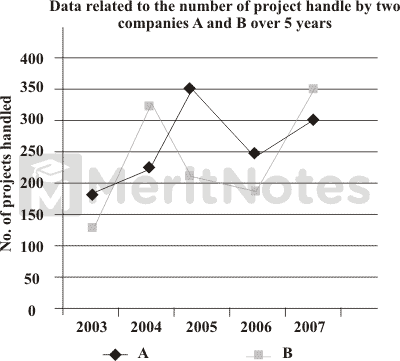 Data related to the number of project handle by two
companies A and B over 5 years
No. of projects handled
400
350
300
250
200
150
100
50
0
MeritNotes
2003 2004 2005 2006 2007
A B